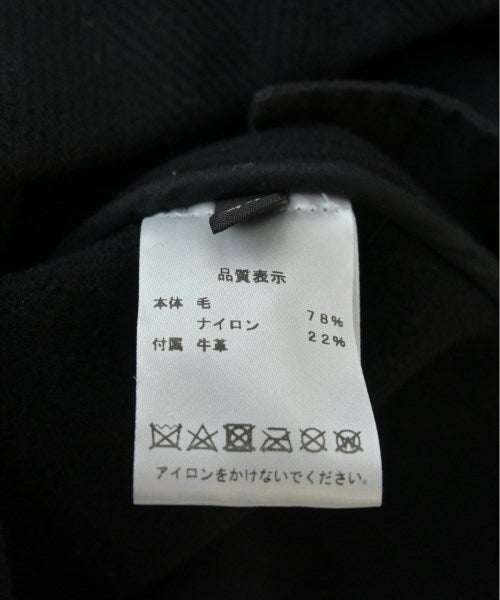 品質表示
本体 毛 78%
ナイロン 22%
付属 牛革
アイロンをかけないでください。